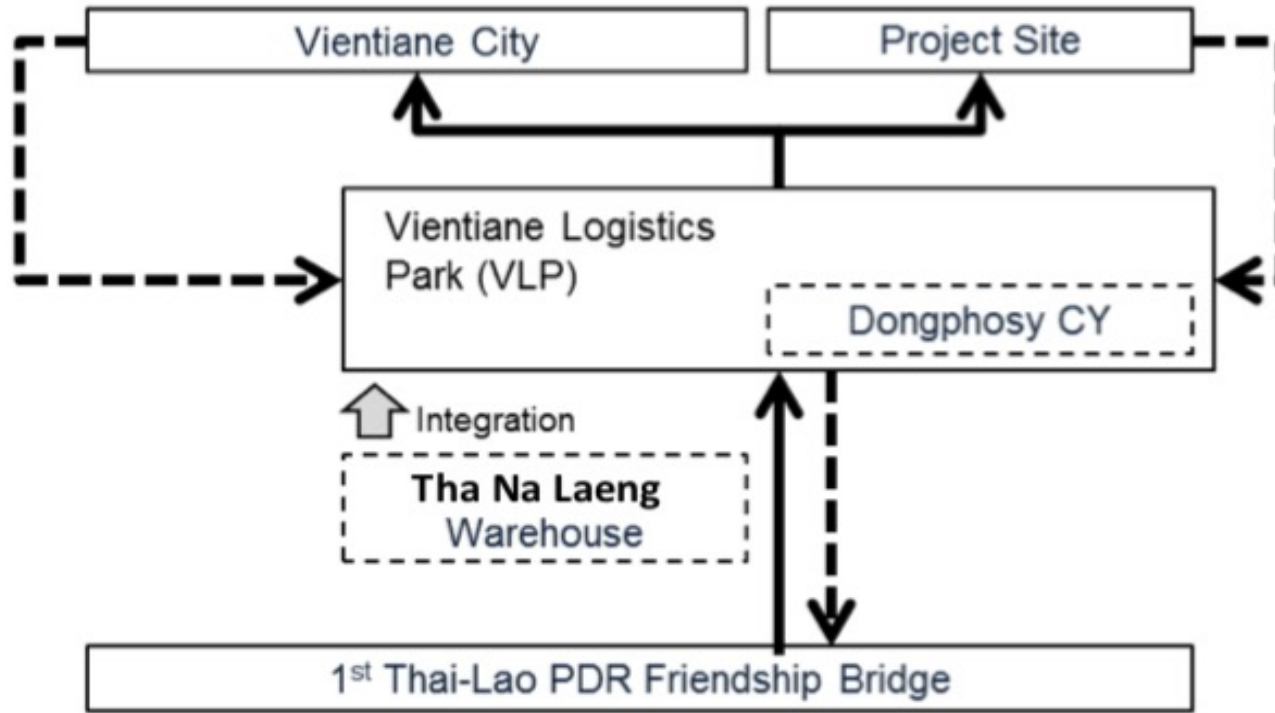 Vientiane City
Project Site
Vientiane Logistics
Park (VLP)
Dongphosy CY
Integration
Tha Na Laeng
Warehouse
1st Thai-Lao PDR Friendship Bridge